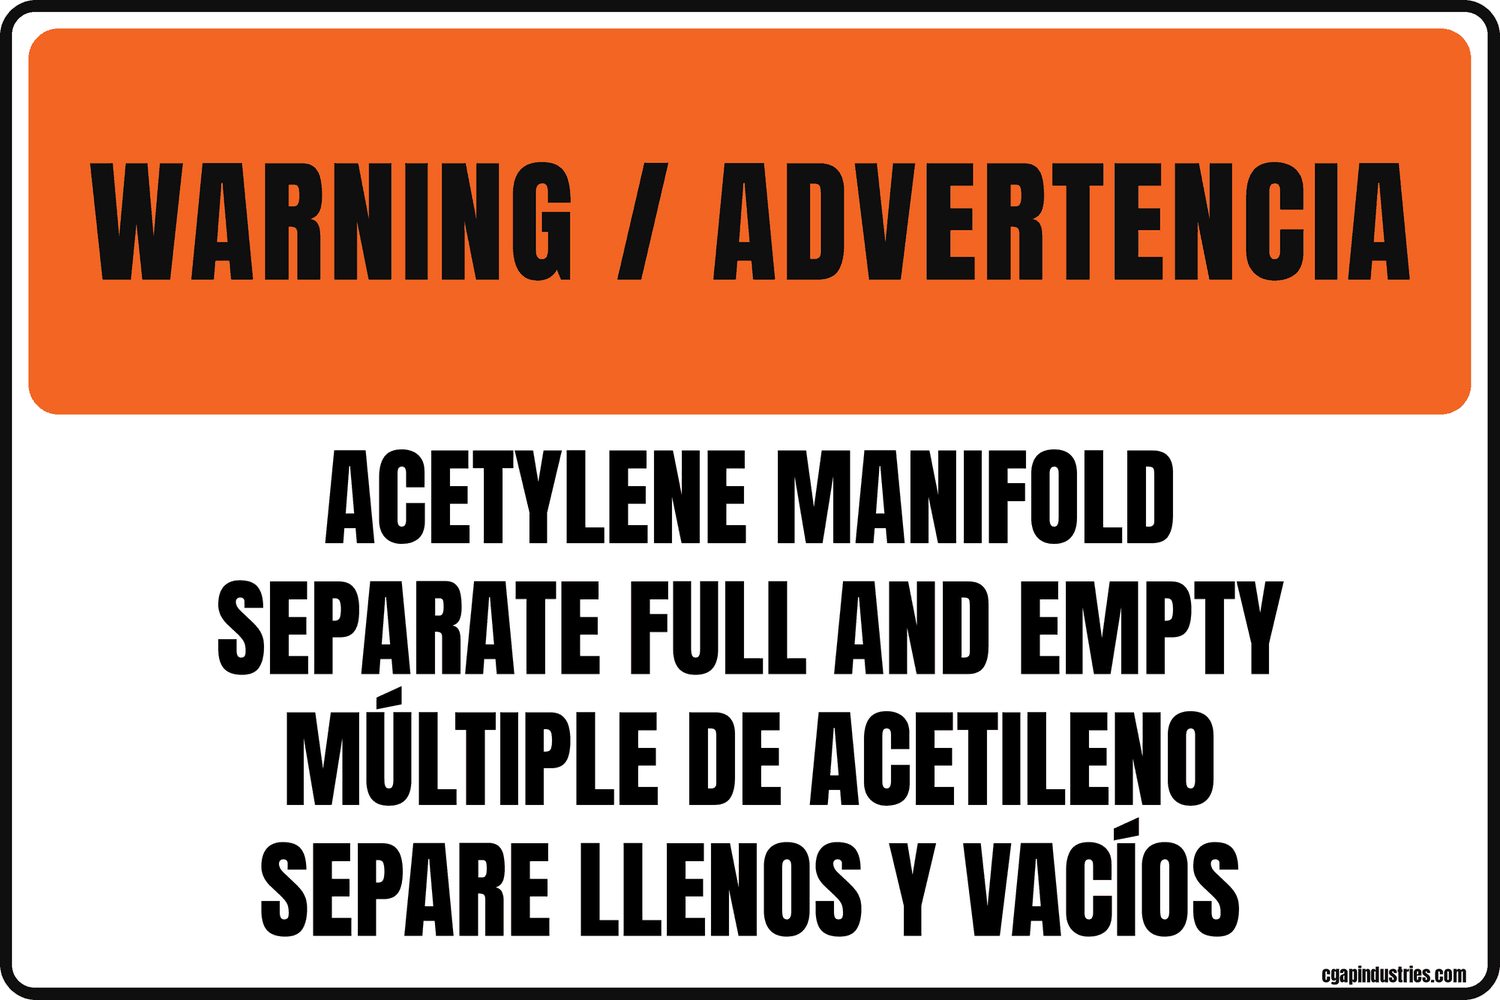 WARNING / ADVERTENCIA
ACETYLENE MANIFOLD
SEPARATE FULL AND EMPTY
MÚLTIPLE DE ACETILENO
SEPARE LLENOS Y VACÍOS
cgapindustries.com